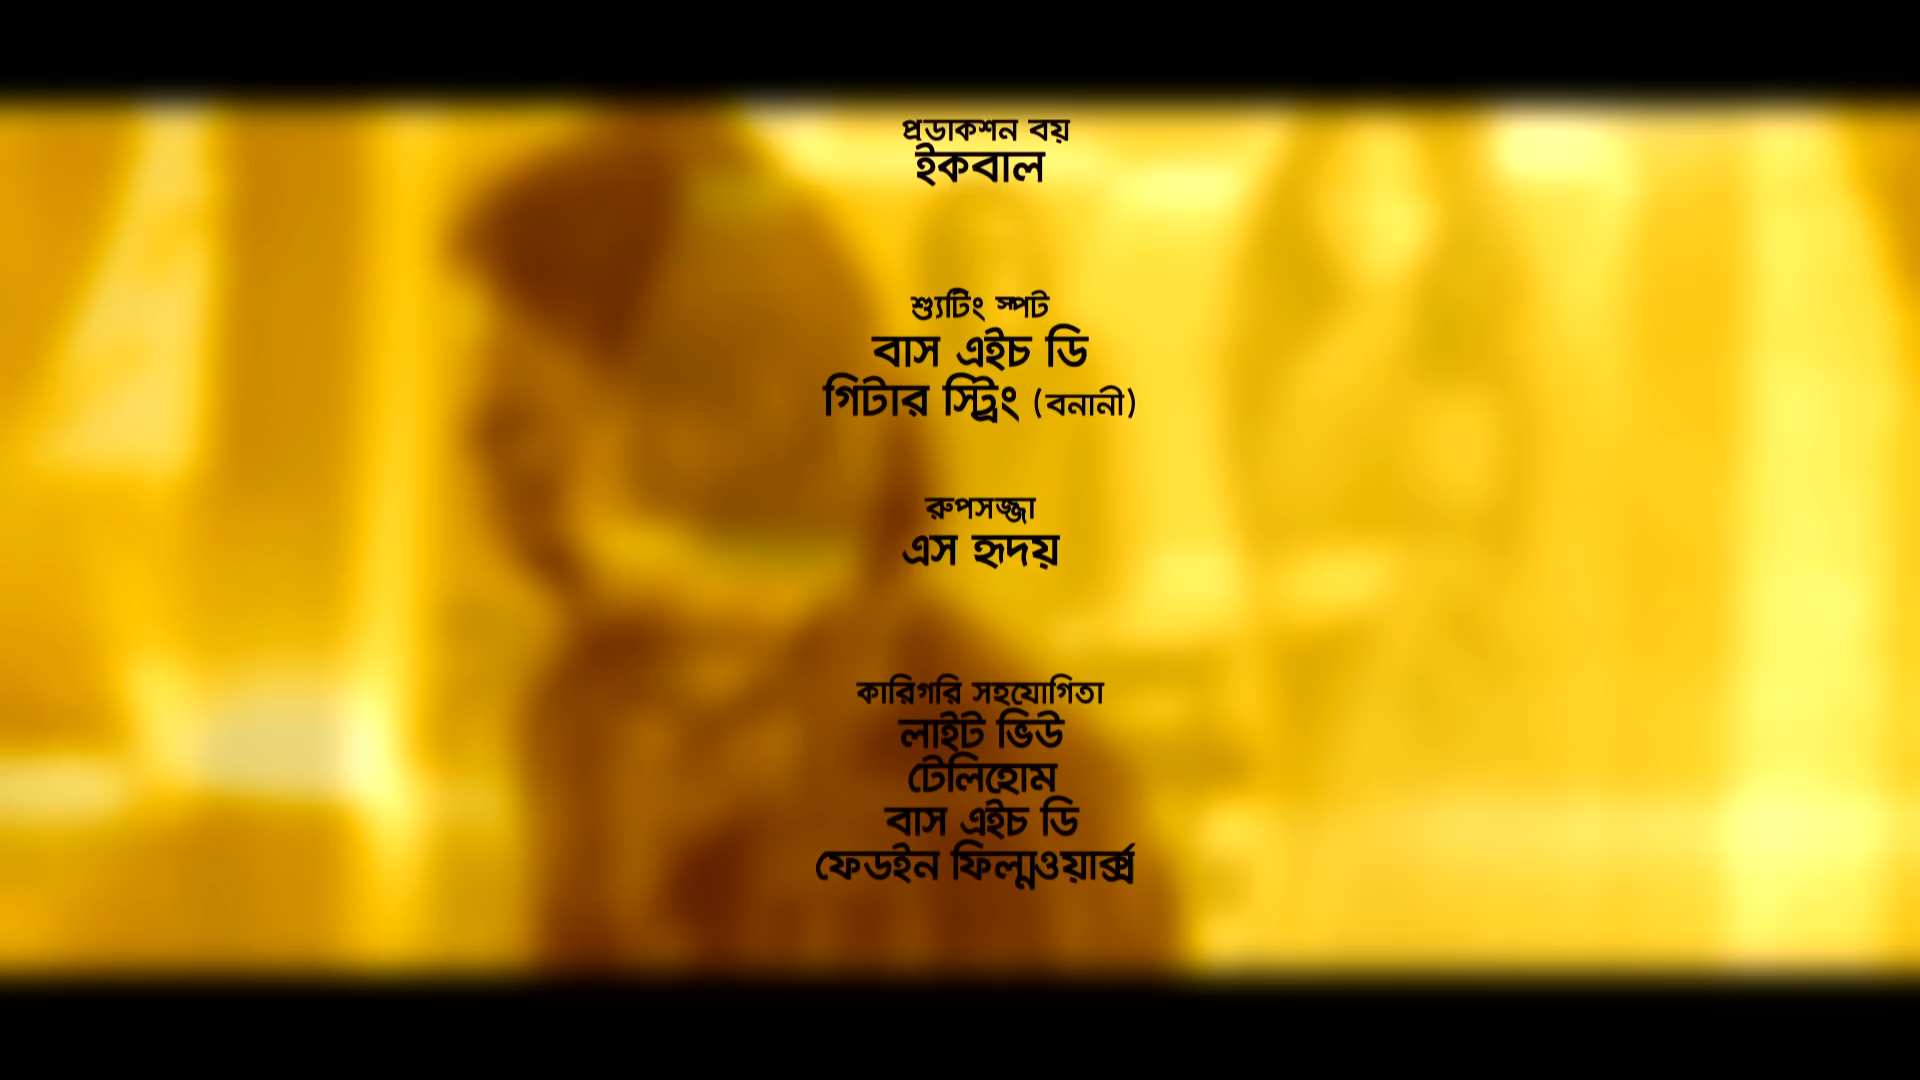 প্রডাকশন বয়
ইকবাল
শ্যুটিং স্পট
বাস এইচ ডি
গিটার স্ট্রিং (বনানী)
রুপসজ্জা
এস হৃদয়
কারিগরি সহযোগিতা
লাইট ভিউ
টেলিহোম
বাস এইচ ডি
ফেডইন ফিল্মওয়ার্ক্স